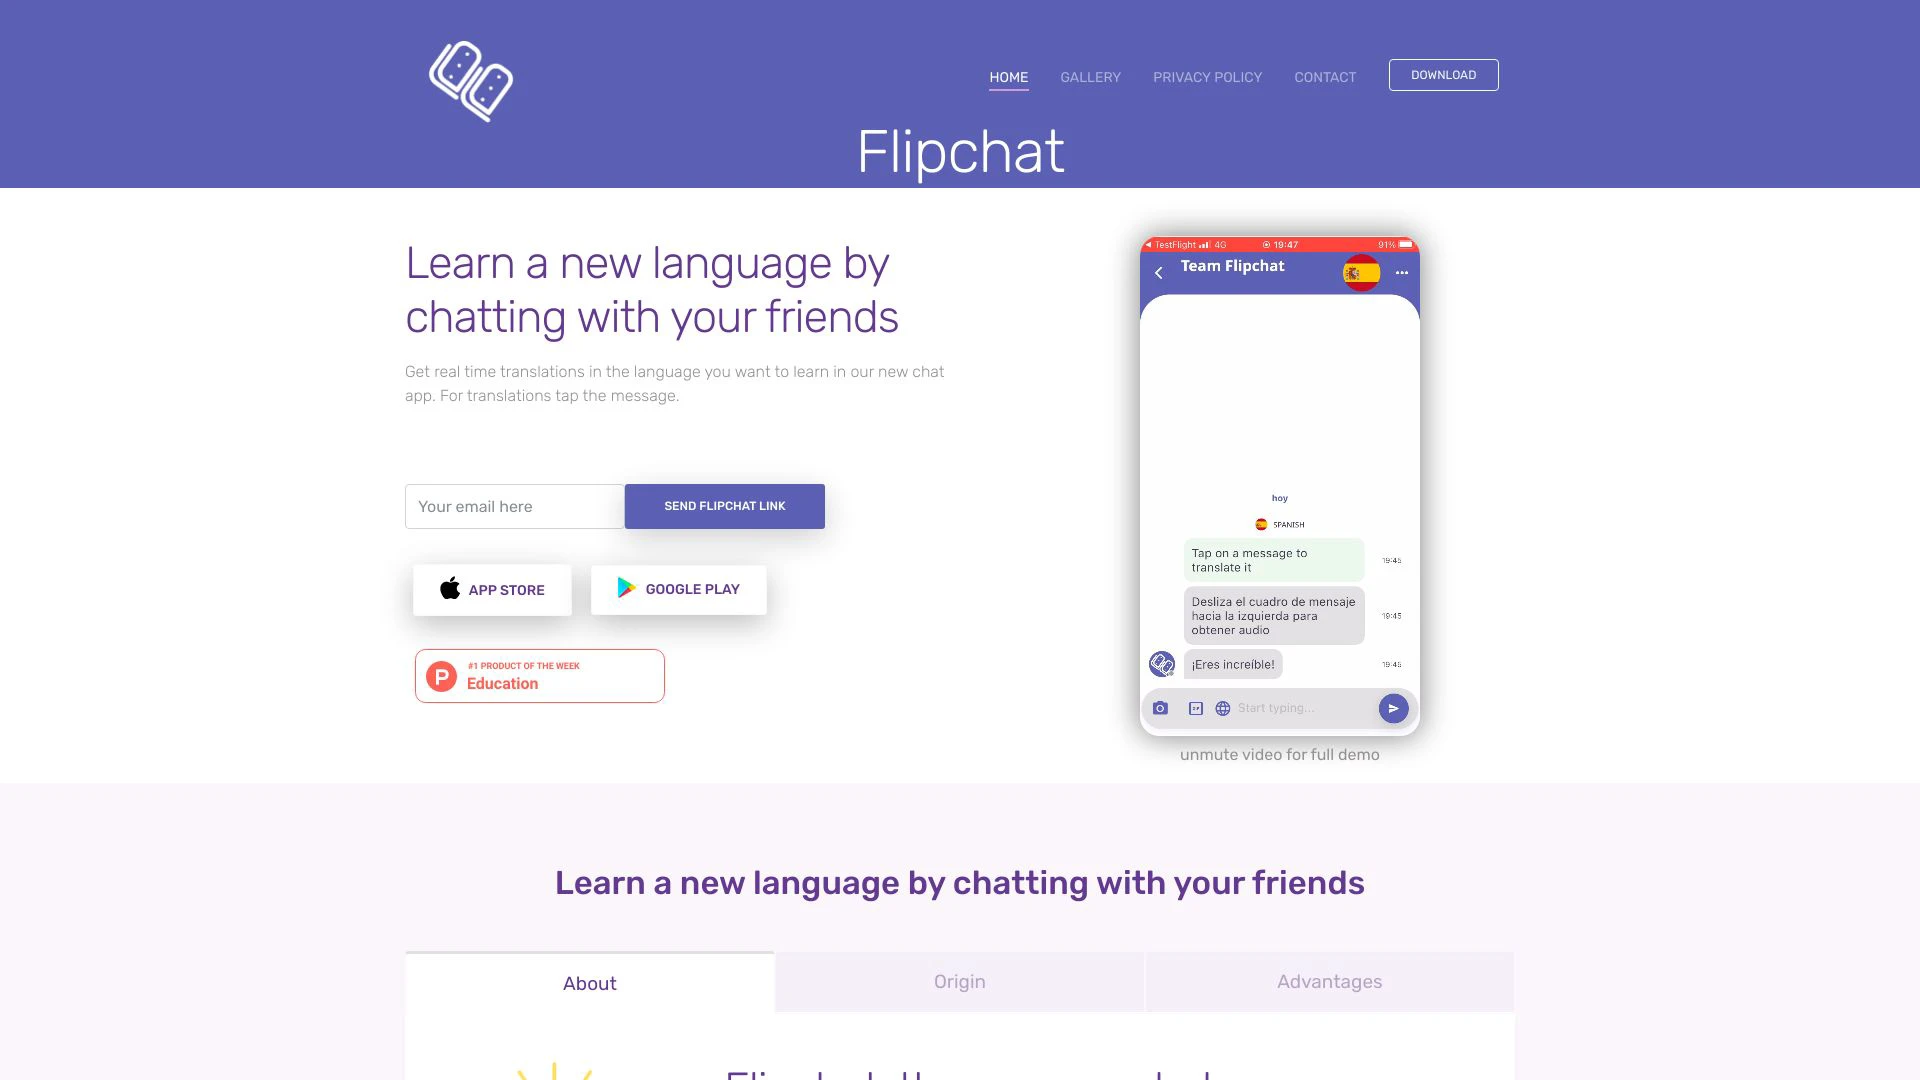 HOME
GALLERY
PRIVACY POLICY
CONTACT
DOWNLOAD
Flipchat
Learn a new language by
chatting with your friends
Get real time translations in the language you want to learn in our new chat
app. For translations tap the message.
Your email here
SEND FLIPCHAT LINK
APP STORE
GOOGLE PLAY
P
#1 PRODUCT OF THE WEEK
Education
TestFlight 4G 19:47 91%
Team Flipchat
hoy
SPANISH
Tap on a message to
translate it
19:45
Desliza el cuadro de mensaje
hacia la izquierda para
obtener audio
19:45
¡Eres increíble!
19:45
Start typing...
unmute video for full demo
Learn a new language by chatting with your friends
About
Origin
Advantages